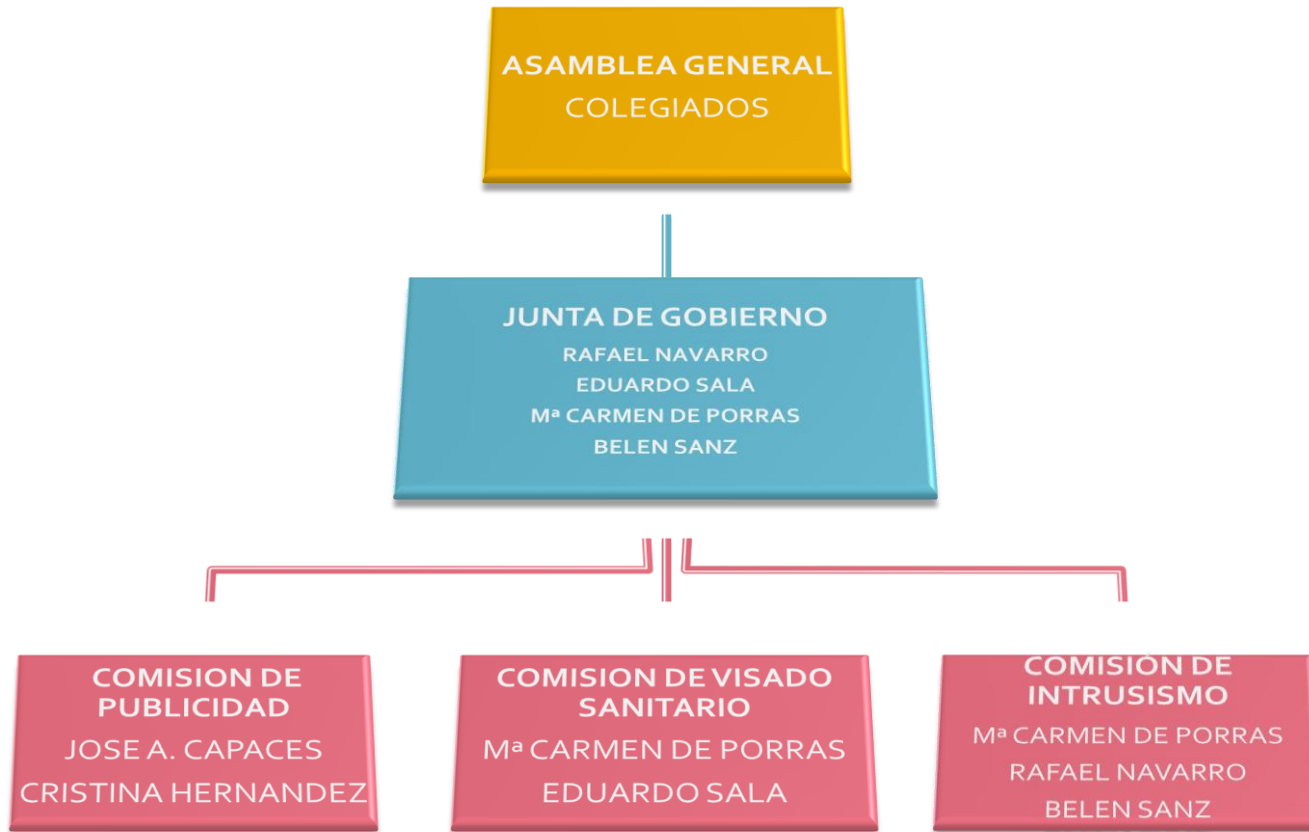 ASAMBLEA GENERAL
COLEGIADOS
JUNTA DE GOBIERNO
RAFAEL NAVARRO
EDUARDO SALA
Mª CARMEN DE PORRAS
BELEN SANZ
COMISION DE
PUBLICIDAD
JOSE A. CAPACES
CRISTINA HERNANDEZ
COMISION DE VISADO
SANITARIO
Mª CARMEN DE PORRAS
EDUARDO SALA
COMISIÓN DE
INTRUSISMO
Mª CARMEN DE PORRAS
RAFAEL NAVARRO
BELEN SANZ